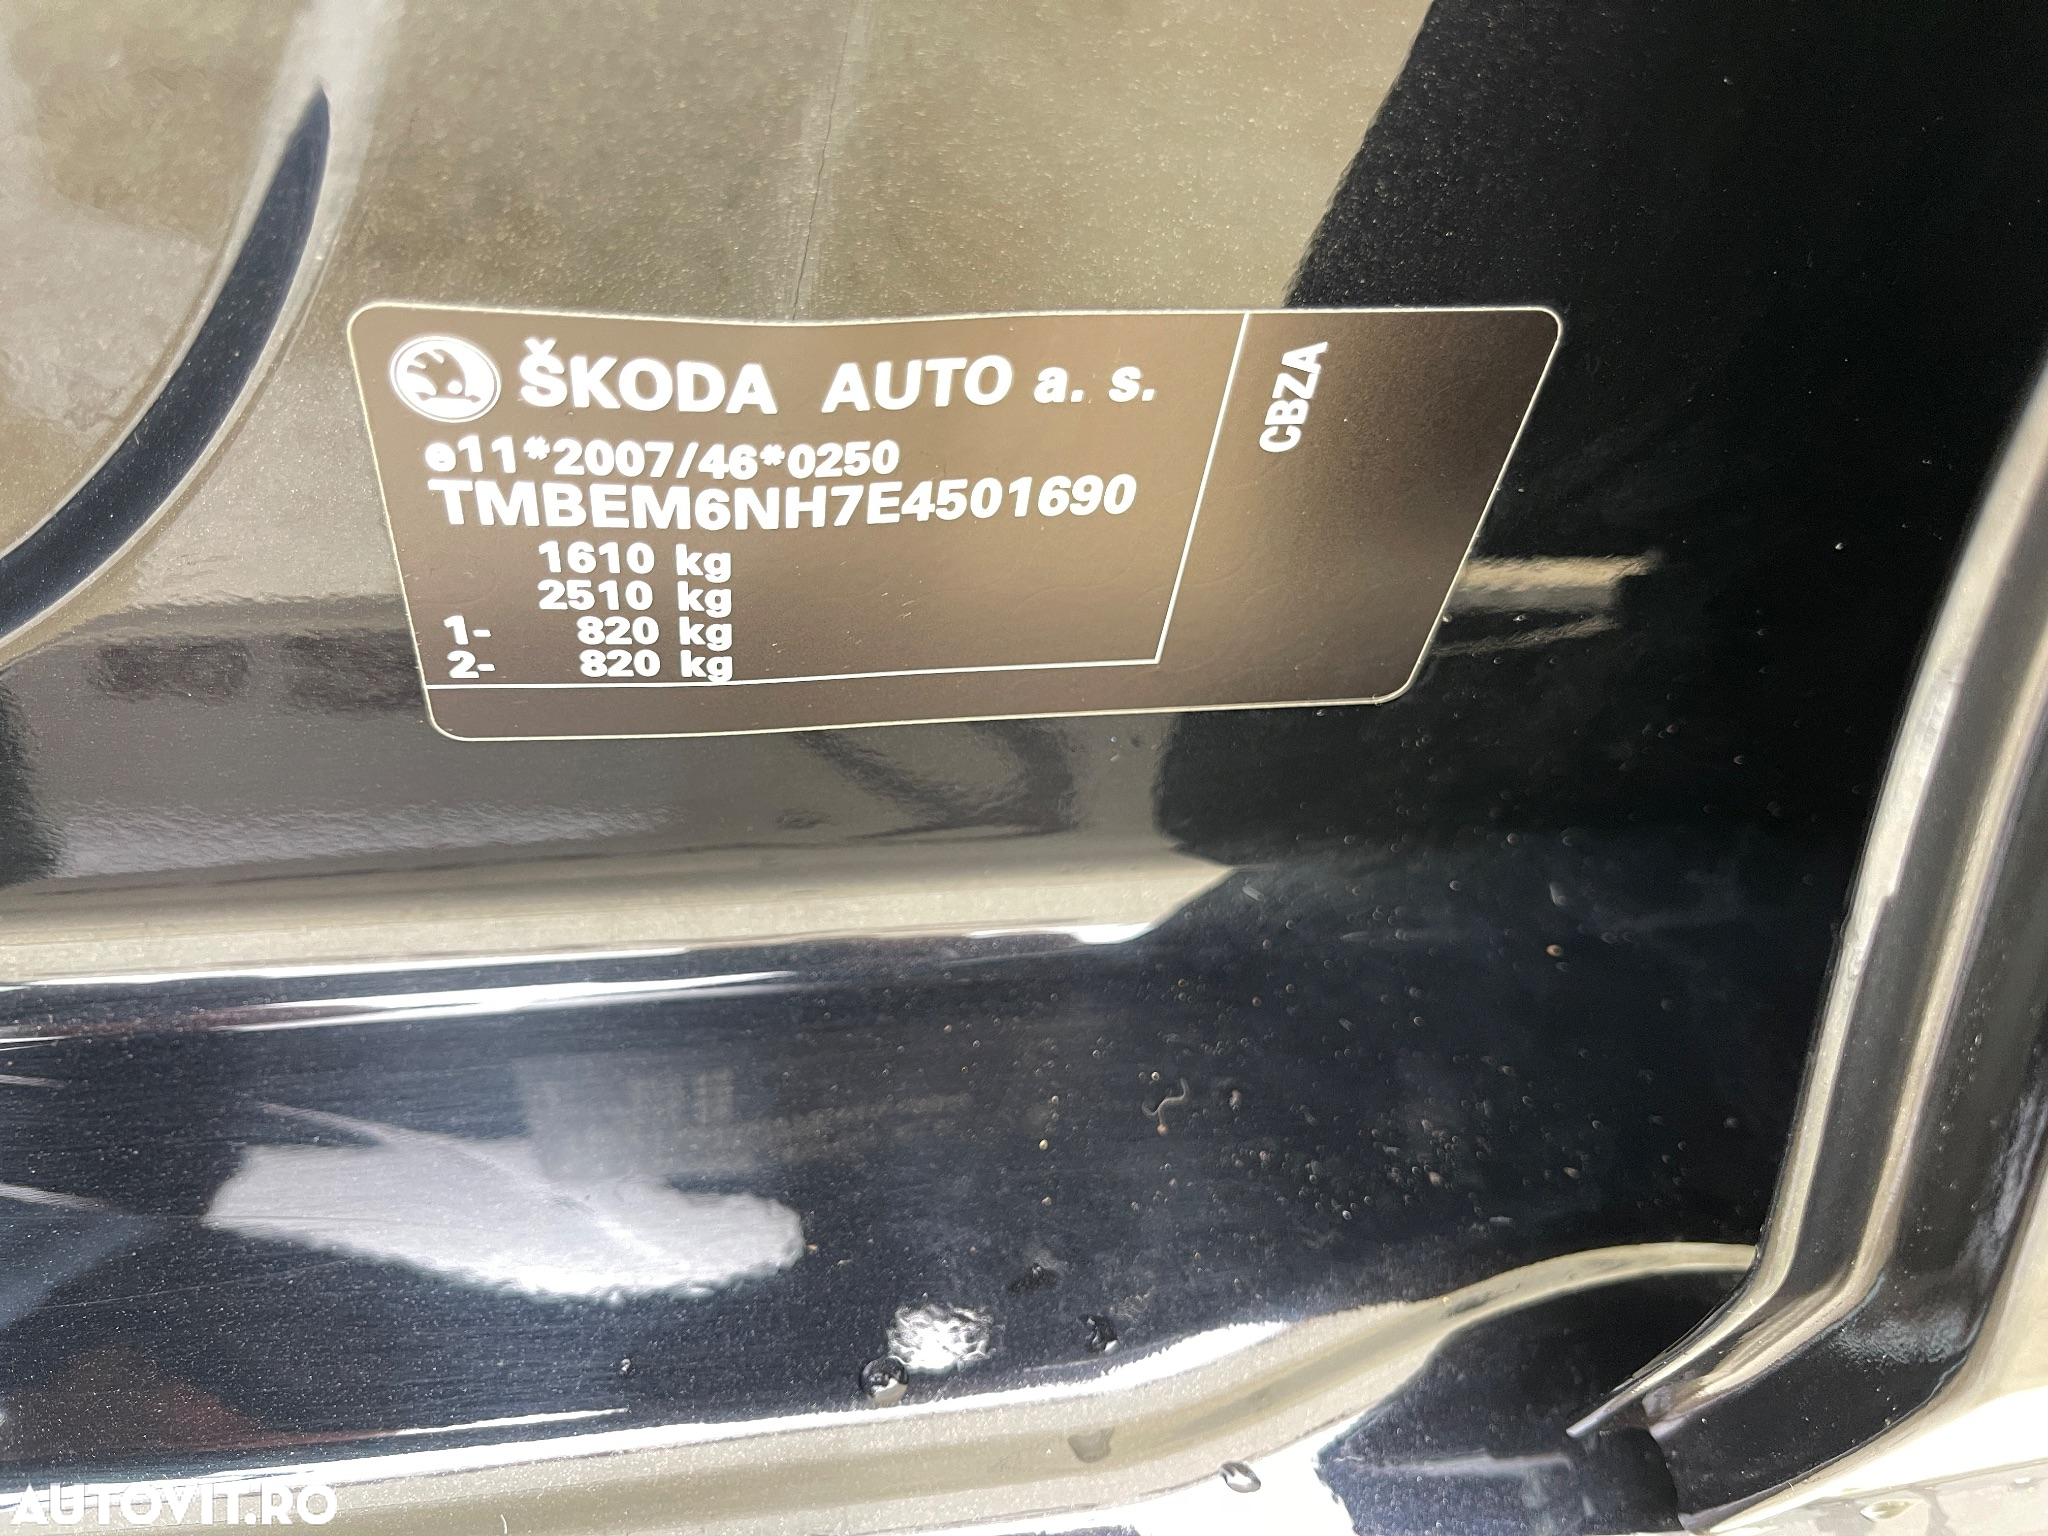 ŠKODA AUTO a. s.
e11*2007/46*0250
TMBEM6NH7E4501690
1610 kg
2510 kg
1- 820 kg
2- 820 kg
CBZA
AUTOVIT.RO